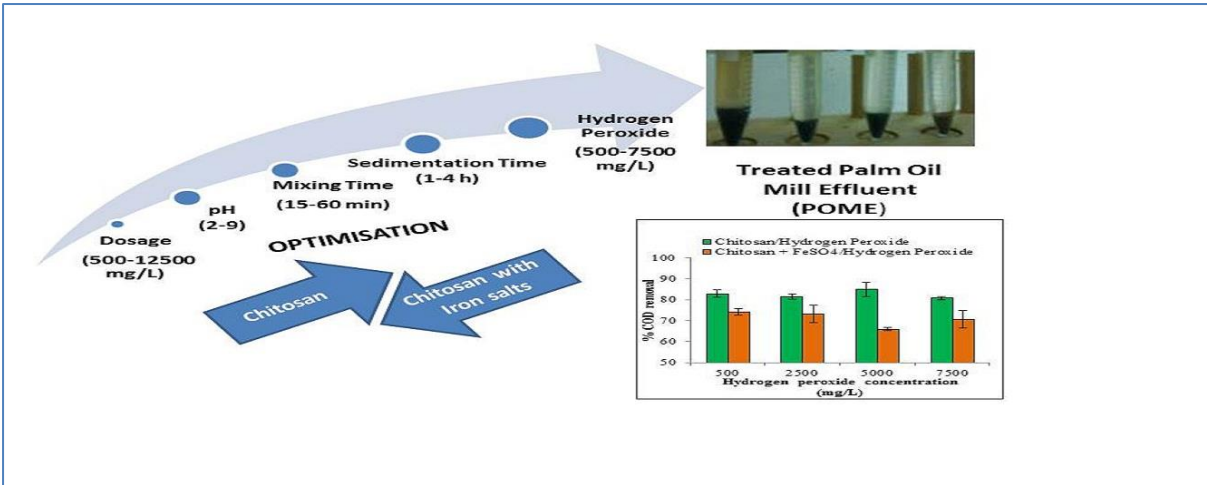 Dosage
(500-12500
mg/L)
pH
(2-9)
Mixing Time
(15-60 min)
Sedimentation Time
(1-4 h)
Hydrogen
Peroxide
(500-7500
mg/L)
OPTIMISATION
Chitosan
Chitosan with
Iron salts
Treated Palm Oil
Mill Effluent
(POME)
Chitosan/Hydrogen Peroxide
Chitosan + FeSO4/Hydrogen Peroxide
% COD removal
100
90
80
70
60
50
500 2500 5000 7500
Hydrogen peroxide concentration
(mg/L)